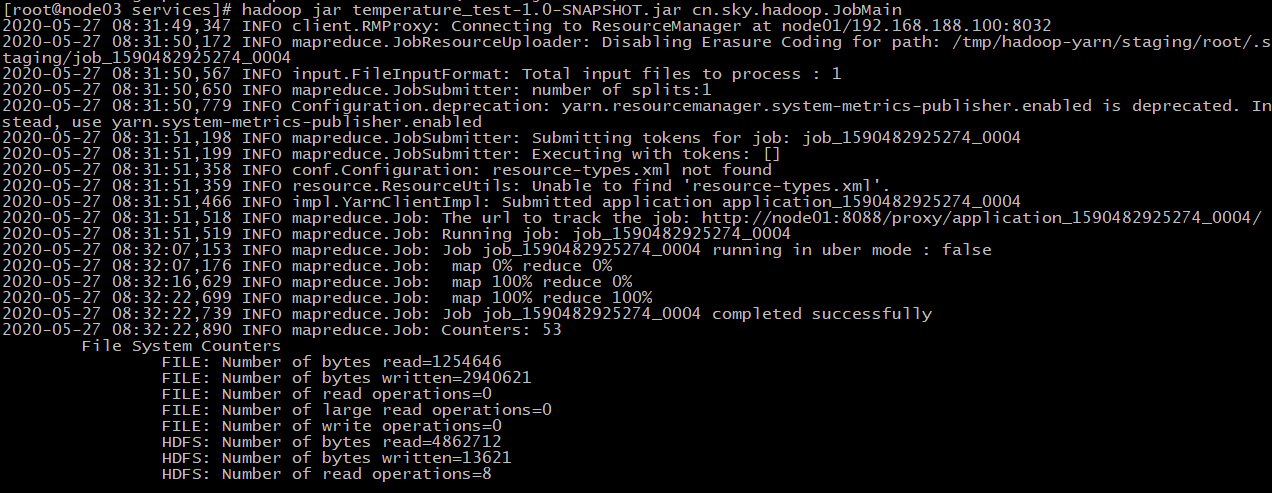 [root@node03 services]# hadoop jar temperature_test-1.0-SNAPSHOT.jar cn.sky.hadoop.JobMain
2020-05-27 08:31:49,347 INFO client.RMProxy: Connecting to ResourceManager at node01/192.168.188.100:8032
2020-05-27 08:31:50,172 INFO mapreduce.JobResourceUploader: Disabling Erasure Coding for path: /tmp/hadoop-yarn/staging/root/.s
taging/job_1590482925274_0004
2020-05-27 08:31:50,567 INFO input.FileInputFormat: Total input files to process : 1
2020-05-27 08:31:50,650 INFO mapreduce.JobSubmitter: number of splits:1
2020-05-27 08:31:50,779 INFO Configuration.deprecation: yarn.resourcemanager.system-metrics-publisher.enabled is deprecated. In
stead, use yarn.system-metrics-publisher.enabled
2020-05-27 08:31:51,198 INFO mapreduce.JobSubmitter: Submitting tokens for job: job_1590482925274_0004
2020-05-27 08:31:51,199 INFO mapreduce.JobSubmitter: Executing with tokens: []
2020-05-27 08:31:51,358 INFO conf.Configuration: resource-types.xml not found
2020-05-27 08:31:51,359 INFO resource.ResourceUtils: Unable to find 'resource-types.xml'.
2020-05-27 08:31:51,466 INFO impl.YarnClientImpl: Submitted application application_1590482925274_0004
2020-05-27 08:31:51,518 INFO mapreduce.Job: The url to track the job: http://node01:8088/proxy/application_1590482925274_0004/
2020-05-27 08:31:51,519 INFO mapreduce.Job: Running job: job_1590482925274_0004
2020-05-27 08:32:07,153 INFO mapreduce.Job: Job job_1590482925274_0004 running in uber mode : false
2020-05-27 08:32:07,176 INFO mapreduce.Job:  map 0% reduce 0%
2020-05-27 08:32:16,629 INFO mapreduce.Job:  map 100% reduce 0%
2020-05-27 08:32:22,699 INFO mapreduce.Job:  map 100% reduce 100%
2020-05-27 08:32:22,739 INFO mapreduce.Job: Job job_1590482925274_0004 completed successfully
2020-05-27 08:32:22,890 INFO mapreduce.Job: Counters: 53
File System Counters
FILE: Number of bytes read=1254646
FILE: Number of bytes written=2940621
FILE: Number of read operations=0
FILE: Number of large read operations=0
FILE: Number of write operations=0
HDFS: Number of bytes read=4862712
HDFS: Number of bytes written=13621
HDFS: Number of read operations=8